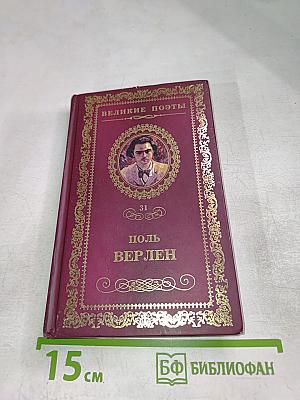 ВЕЛИКИЕ ПОЭТЫ
31
ПОЛЬ
ВЕРЛЕН
15 см
БФ БИБЛИОФАН